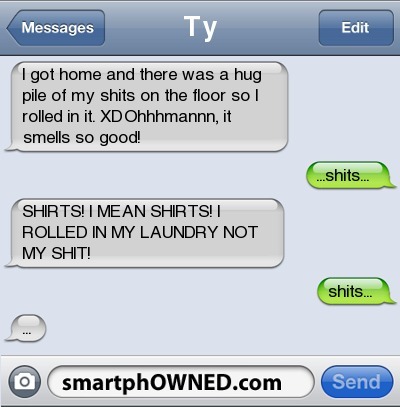 Messages
Ty
Edit
I got home and there was a hug
pile of my shits on the floor so I
rolled in it. XDOhhhmannn, it
smells so good!
...shits...
SHIRTS! I MEAN SHIRTS! I
ROLLED IN MY LAUNDRY NOT
MY SHIT!
shits...
...
smartphOWNED.com
Send